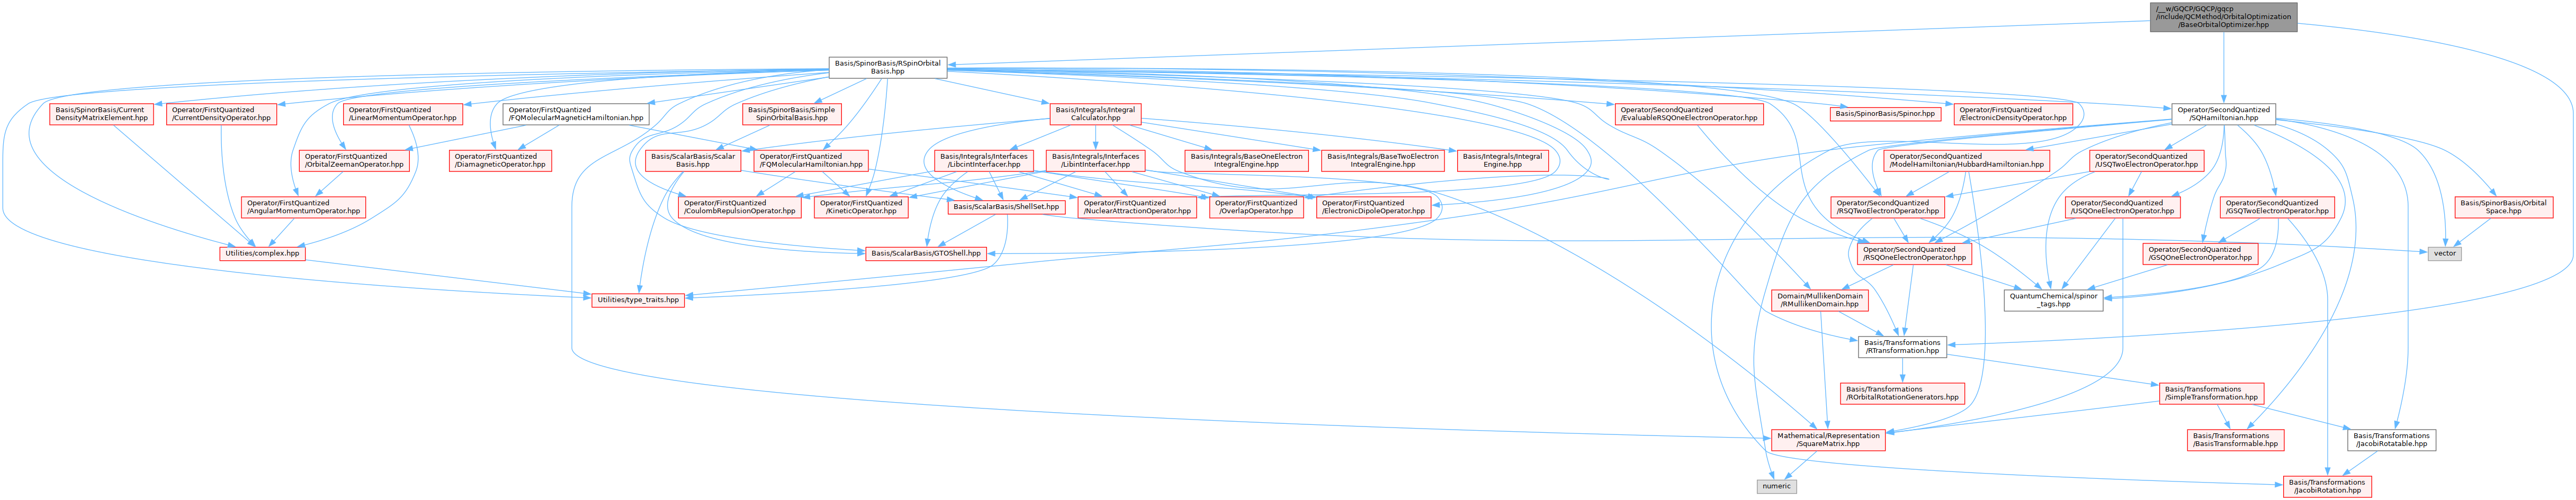 /__w/GQCP/GQCP/gqcp
/include/QCMethod/OrbitalOptimization
/BaseOrbitalOptimizer.hpp
Basis/SpinorBasis/RSpinOrbital
Basis.hpp
Basis/SpinorBasis/Current
DensityMatrixElement.hpp
Operator/FirstQuantized
/CurrentDensityOperator.hpp
Operator/FirstQuantized
/LinearMomentumOperator.hpp
Operator/FirstQuantized
/FQMolecularMagneticHamiltonian.hpp
Basis/SpinorBasis/Simple
SpinOrbitalBasis.hpp
Basis/Integrals/Integral
Calculator.hpp
Operator/SecondQuantized
/EvaluableRSQOneElectronOperator.hpp
Basis/SpinorBasis/Spinor.hpp
Operator/FirstQuantized
/ElectronicDensityOperator.hpp
Operator/SecondQuantized
/SQHamiltonian.hpp
Operator/FirstQuantized
/OrbitalZeemanOperator.hpp
Operator/FirstQuantized
/DiamagneticOperator.hpp
Basis/ScalarBasis/Scalar
Basis.hpp
Operator/FirstQuantized
/FQMolecularHamiltonian.hpp
Basis/Integrals/Interfaces
/LibcintInterfacer.hpp
Basis/Integrals/Interfaces
/LibintInterfacer.hpp
Basis/Integrals/BaseOneElectron
IntegralEngine.hpp
Basis/Integrals/BaseTwoElectron
IntegralEngine.hpp
Basis/Integrals/Integral
Engine.hpp
Operator/SecondQuantized
/ModelHamiltonian/HubbardHamiltonian.hpp
Operator/SecondQuantized
/USQTwoElectronOperator.hpp
Operator/FirstQuantized
/AngularMomentumOperator.hpp
Operator/FirstQuantized
/CoulombRepulsionOperator.hpp
Operator/FirstQuantized
/KineticOperator.hpp
Basis/ScalarBasis/ShellSet.hpp
Operator/FirstQuantized
/NuclearAttractionOperator.hpp
Operator/FirstQuantized
/OverlapOperator.hpp
Operator/FirstQuantized
/ElectronicDipoleOperator.hpp
Operator/SecondQuantized
/RSQTwoElectronOperator.hpp
Operator/SecondQuantized
/USQOneElectronOperator.hpp
Operator/SecondQuantized
/GSQTwoElectronOperator.hpp
Basis/SpinorBasis/Orbital
Space.hpp
Utilities/complex.hpp
Basis/ScalarBasis/GTOShell.hpp
Operator/SecondQuantized
/RSQOneElectronOperator.hpp
Operator/SecondQuantized
/GSQOneElectronOperator.hpp
vector
Utilities/type_traits.hpp
Domain/MullikenDomain
/RMullikenDomain.hpp
QuantumChemical/spinor
_tags.hpp
Basis/Transformations
/RTransformation.hpp
Basis/Transformations
/ROrbitalRotationGenerators.hpp
Basis/Transformations
/SimpleTransformation.hpp
Mathematical/Representation
/SquareMatrix.hpp
Basis/Transformations
/BasisTransformable.hpp
Basis/Transformations
/JacobiRotatable.hpp
numeric
Basis/Transformations
/JacobiRotation.hpp